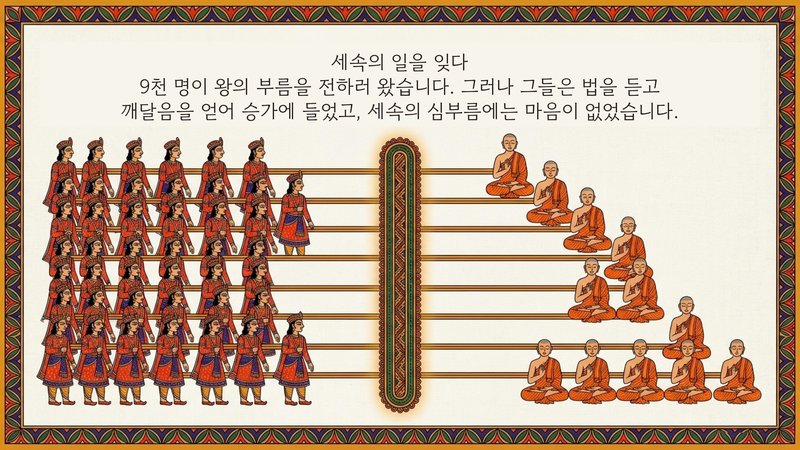 세속의 일을 잊다
9천 명이 왕의 부름을 전하러 왔습니다. 그러나 그들은 법을 듣고
깨달음을 얻어 승가에 들었고, 세속의 심부름에는 마음이 없었습니다.